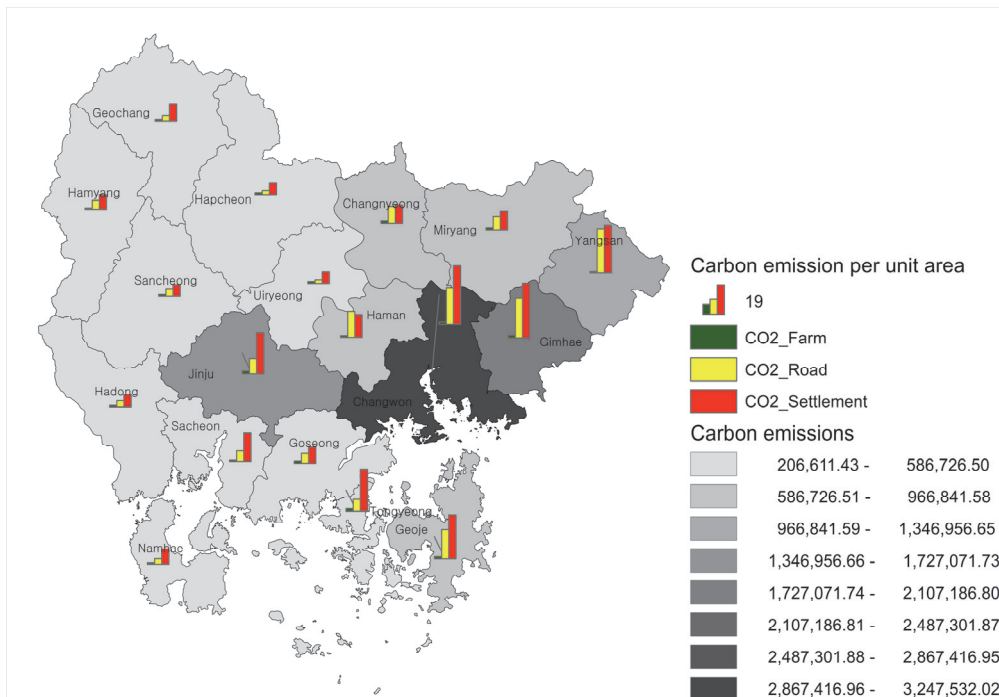 Geochang
Hamyang
Hapcheon
Changnyeong
Miryang
Yangsan
Sancheong
Uiryeong
Haman
Gimhae
Jinju
Hadong
Changwon
Sacheon
Goseong
Tongyeong
Geoje
Namhae
Carbon emission per unit area
19
CO2_Farm
CO2_Road
CO2_Settlement
Carbon emissions
206,611.43 - 586,726.50
586,726.51 - 966,841.58
966,841.59 - 1,346,956.65
1,346,956.66 - 1,727,071.73
1,727,071.74 - 2,107,186.80
2,107,186.81 - 2,487,301.87
2,487,301.88 - 2,867,416.95
2,867,416.96 - 3,247,532.02